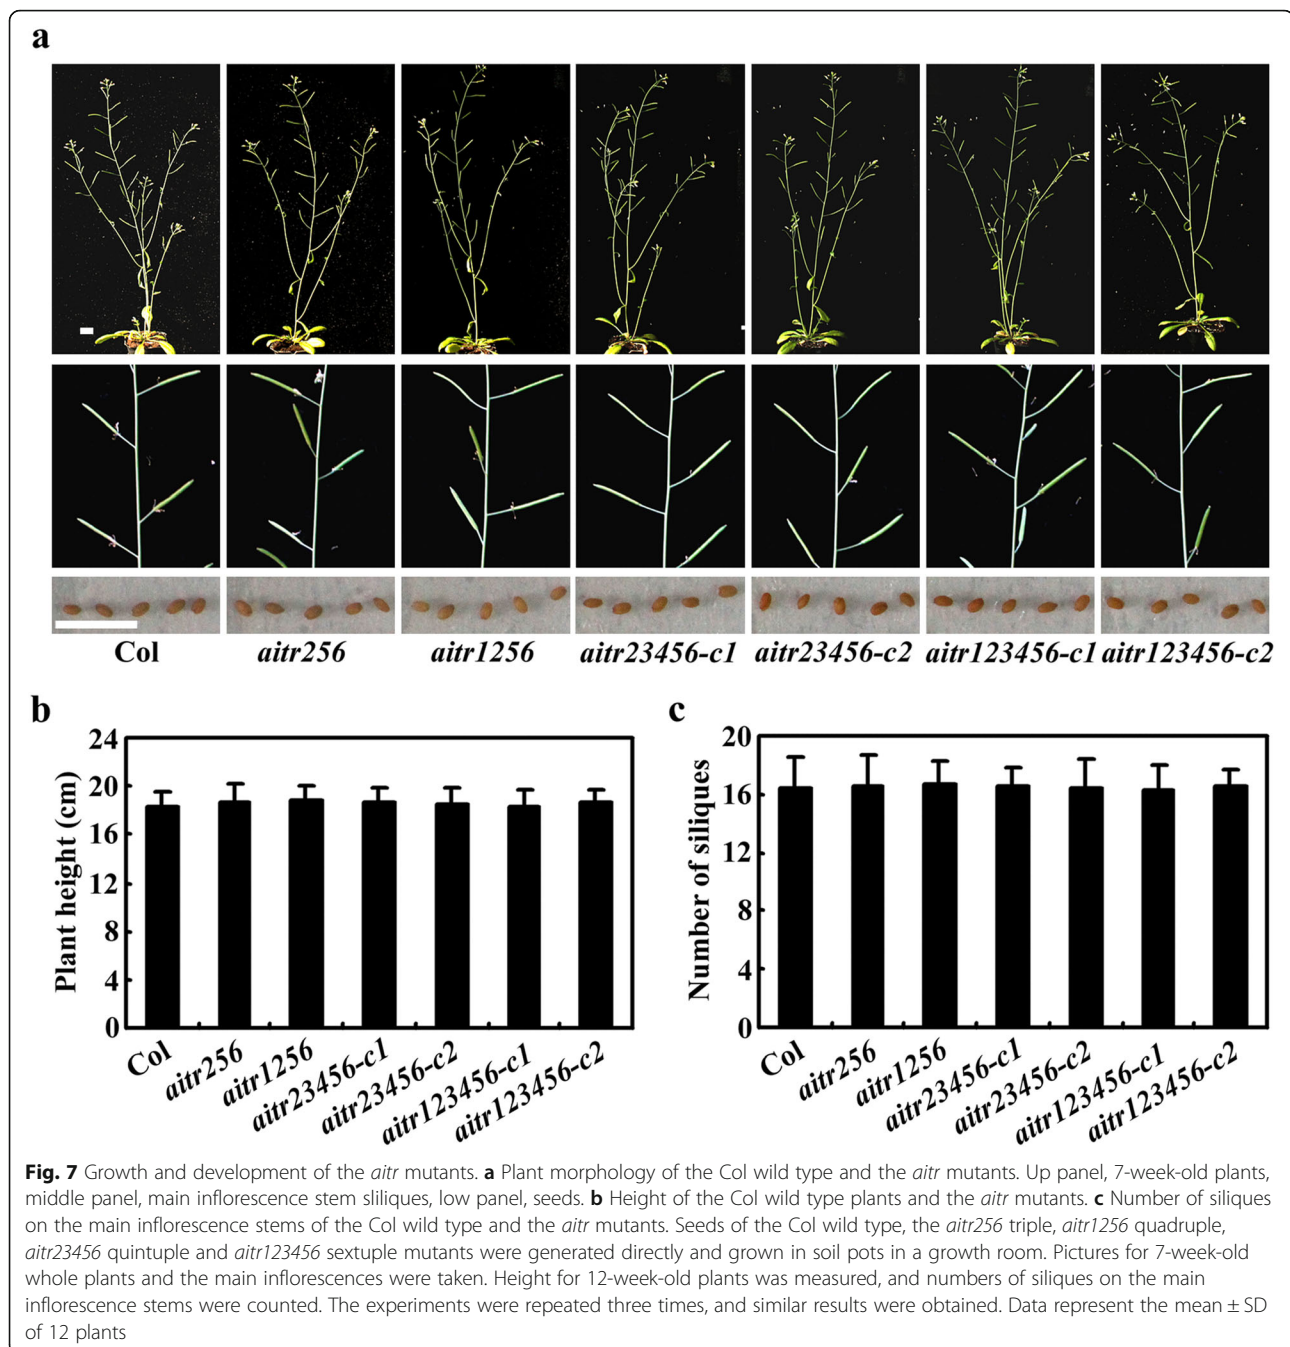 a
Col aitr256 aitr1256 aitr23456-c1 aitr23456-c2 aitr123456-c1 aitr123456-c2
b
24
20
16
12
8
4
0
Plant height (cm)
Col aitr256 aitr1256 aitr23456-c1 aitr23456-c2 aitr123456-c1 aitr123456-c2
c
20
16
12
8
4
0
Number of siliques
Col aitr256 aitr1256 aitr23456-c1 aitr23456-c2 aitr123456-c1 aitr123456-c2
Fig. 7 Growth and development of the aitr mutants. a Plant morphology of the Col wild type and the aitr mutants. Up panel, 7-week-old plants,
middle panel, main inflorescence stem sliliques, low panel, seeds. b Height of the Col wild type plants and the aitr mutants. c Number of siliques
on the main inflorescence stems of the Col wild type and the aitr mutants. Seeds of the Col wild type, the aitr256 triple, aitr1256 quadruple,
aitr23456 quintuple and aitr123456 sextuple mutants were generated directly and grown in soil pots in a growth room. Pictures for 7-week-old
whole plants and the main inflorescences were taken. Height for 12-week-old plants was measured, and numbers of siliques on the main
inflorescence stems were counted. The experiments were repeated three times, and similar results were obtained. Data represent the mean ± SD
of 12 plants